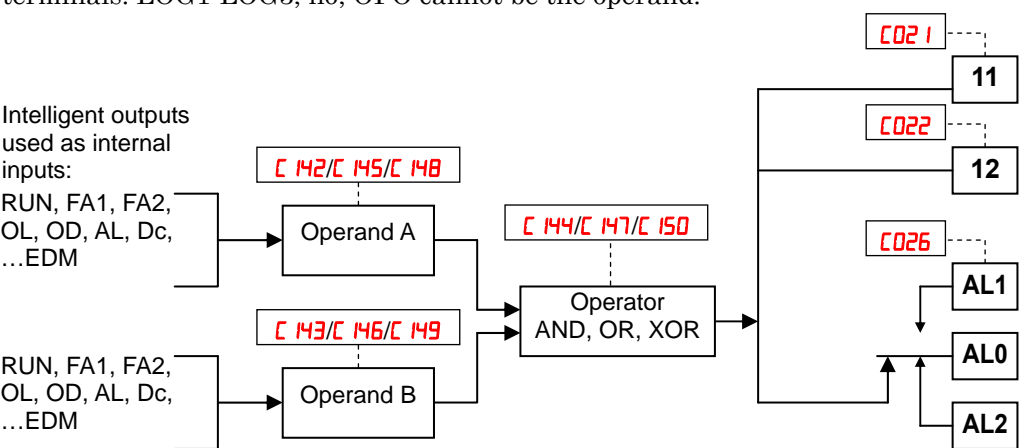 terminals. LOG1-LOG3, no, OPO cannot be the operand.
C021
11
Intelligent outputs
used as internal
inputs:
C022
12
C142/C145/C148
RUN, FA1, FA2,
OL, OD, AL, Dc,
…EDM
Operand A
C144/C147/C150
C026
AL1
Operator
AND, OR, XOR
C143/C146/C149
AL0
RUN, FA1, FA2,
OL, OD, AL, Dc,
…EDM
Operand B
AL2